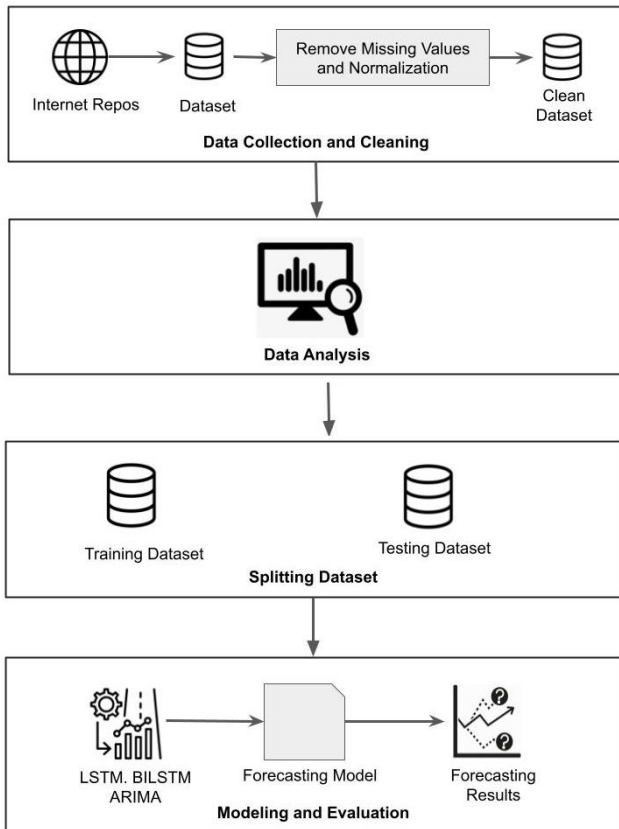 Remove Missing Values
and Normalization
Internet Repos
Dataset
Clean
Dataset
Data Collection and Cleaning
Data Analysis
Training Dataset
Testing Dataset
Splitting Dataset
?
?
LSTM. BILSTM
ARIMA
Forecasting Model
Forecasting
Results
Modeling and Evaluation